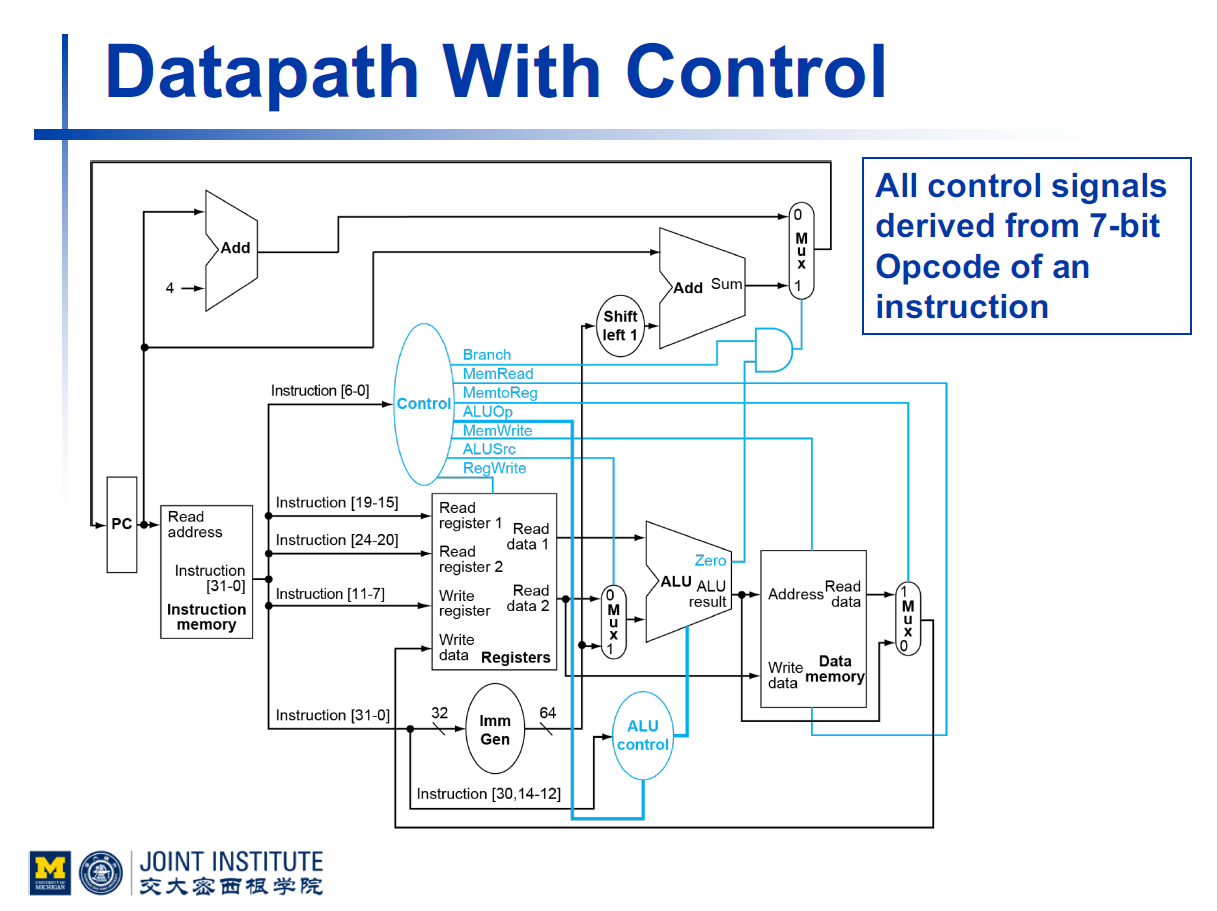 Datapath With Control
All control signals
derived from 7-bit
Opcode of an
instruction
Add
4
Add Sum
Shift
left 1
0
M
u
x
1
Branch
MemRead
MemtoReg
ALUOp
MemWrite
ALUSrc
RegWrite
Control
Instruction [6-0]
Instruction [19-15]
Instruction [24-20]
Instruction [11-7]
Instruction [31-0]
PC
Read
address
Instruction
[31-0]
Instruction
memory
Read
register 1
Read
register 2
Write
register
Write
data
Read
data 1
Read
data 2
Registers
0
M
u
x
1
Zero
ALU
ALU
result
Address
Read
data
Write
data
Data
memory
1
M
u
x
0
32
Imm
Gen
64
ALU
control
Instruction [30,14-12]
M
UNIVERSITY OF
MICHIGAN
JOINT INSTITUTE
交大密西根学院